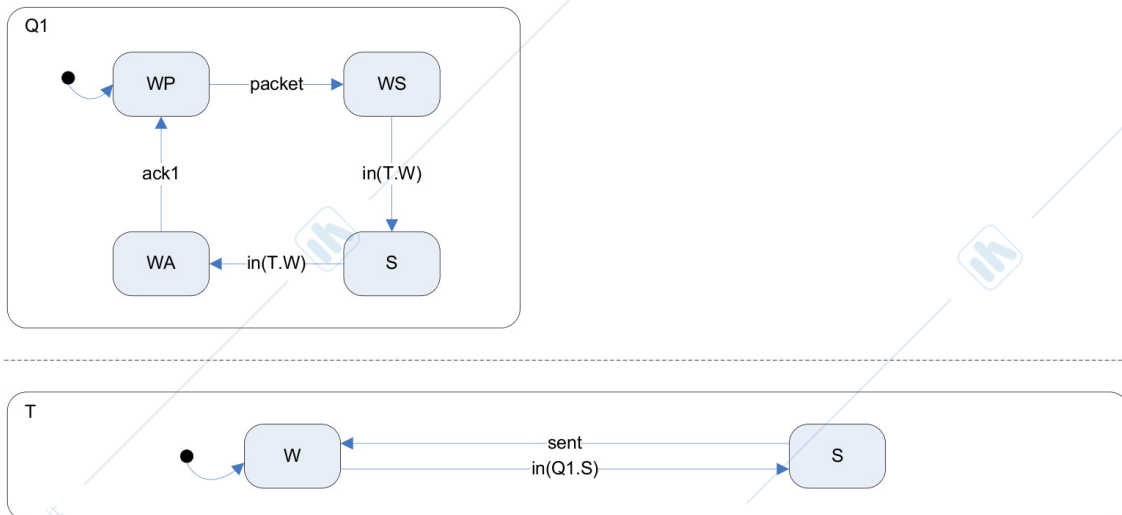 Q1
WP
packet
WS
ack1
in(T.W)
WA
in(T.W)
S
T
W
sent
in(Q1.S)
S